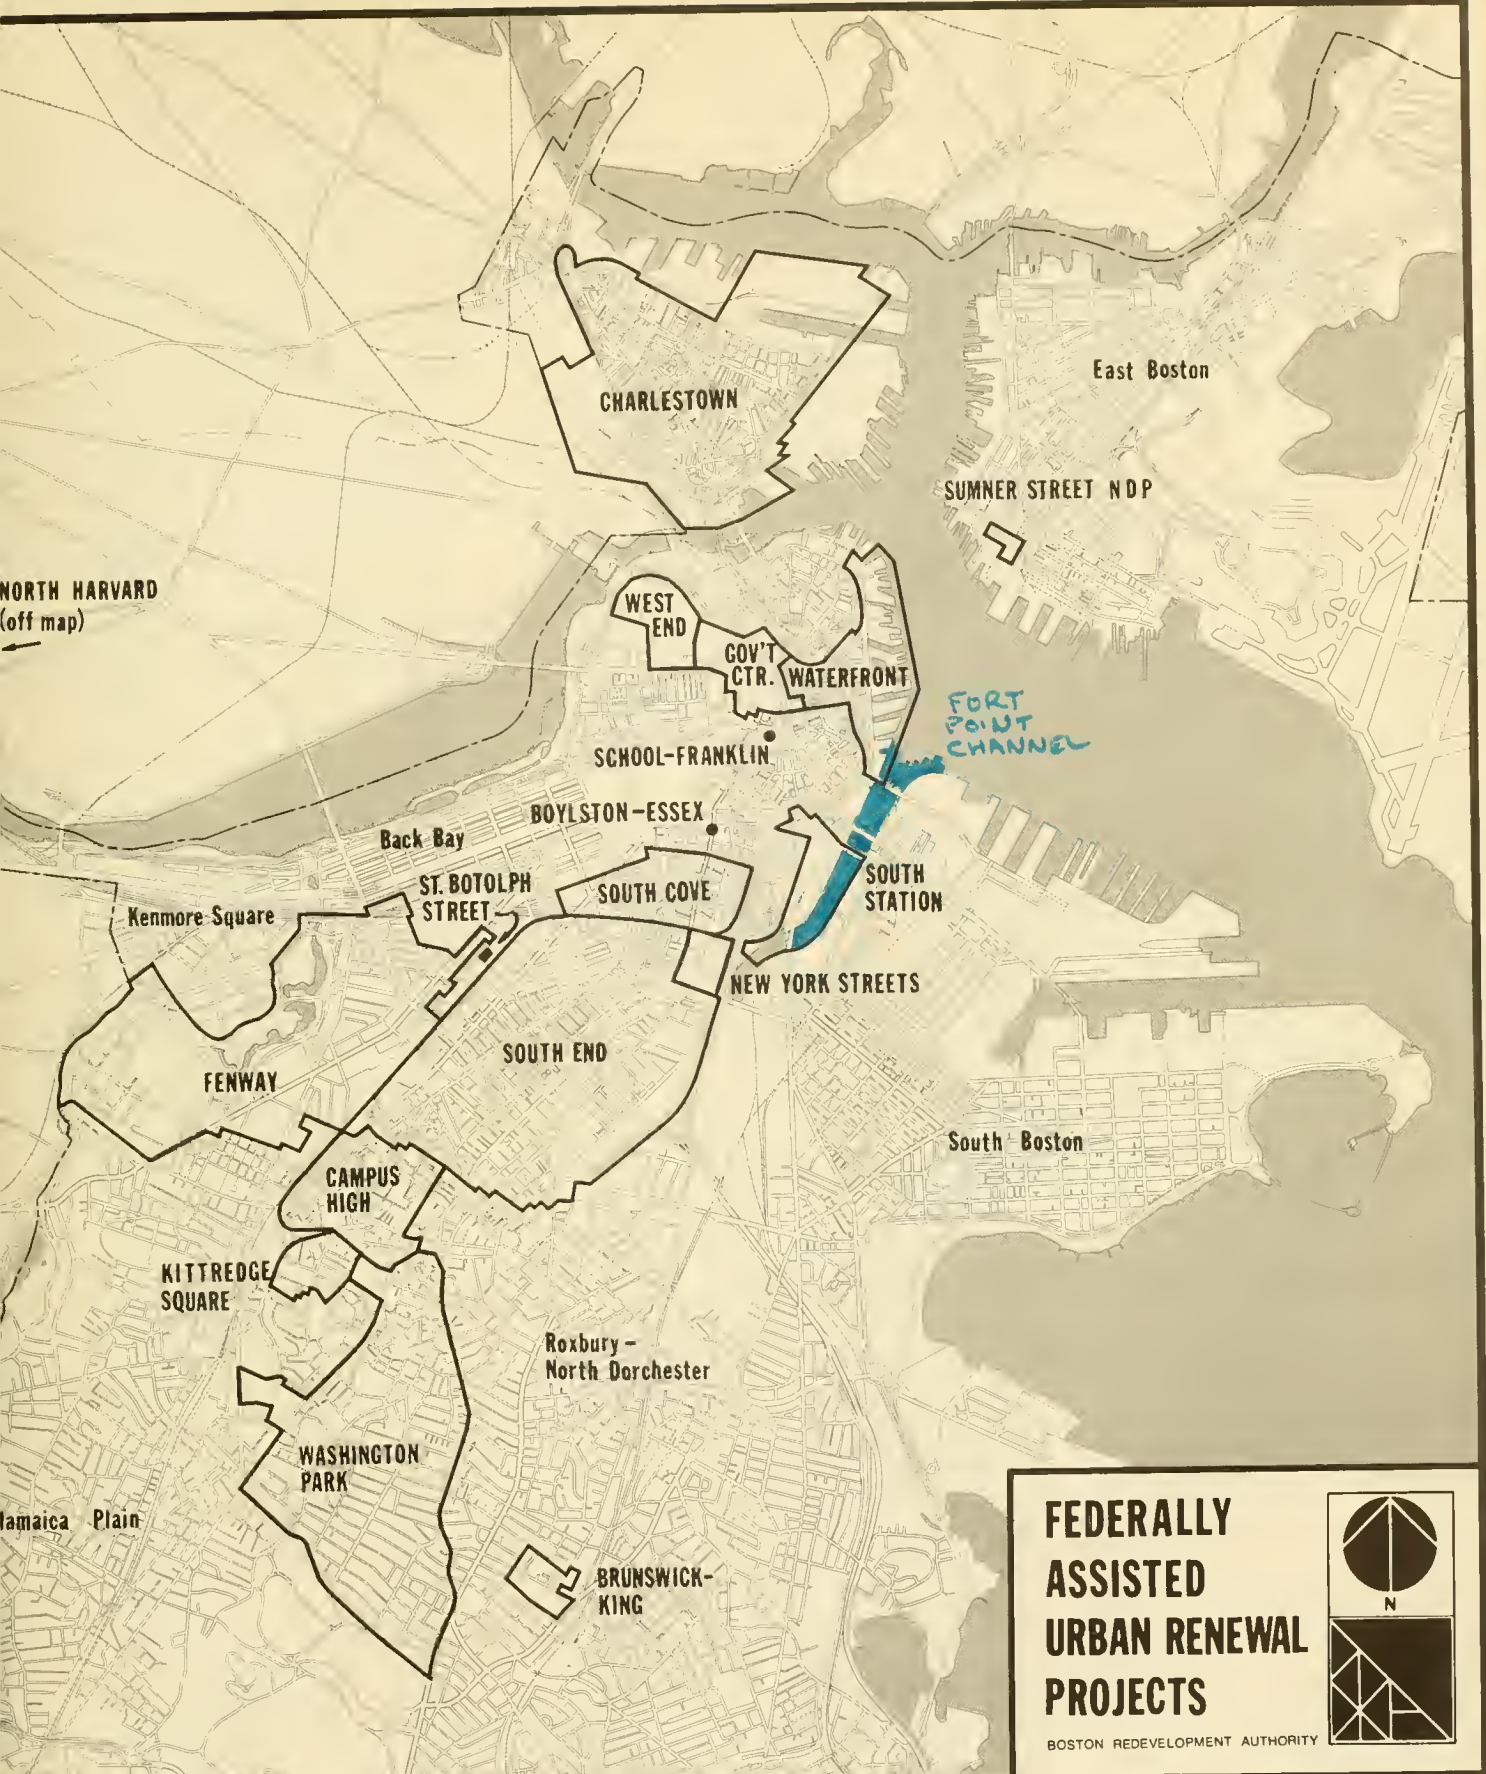 CHARLESTOWN
East Boston
SUMNER STREET NDP
NORTH HARVARD
(off map)
WEST
END
GOV'T
CTR.
WATERFRONT
FORT
POINT
CHANNEL
SCHOOL-FRANKLIN
BOYLSTON-ESSEX
Back Bay
ST. BOTOLPH
STREET
SOUTH COVE
SOUTH
STATION
Kenmore Square
NEW YORK STREETS
SOUTH END
FENWAY
South Boston
CAMPUS
HIGH
KITTREDGE
SQUARE
Roxbury-
North Dorchester
WASHINGTON
PARK
Jamaica Plain
BRUNSWICK-
KING
FEDERALLY
ASSISTED
URBAN RENEWAL
PROJECTS
BOSTON REDEVELOPMENT AUTHORITY
N